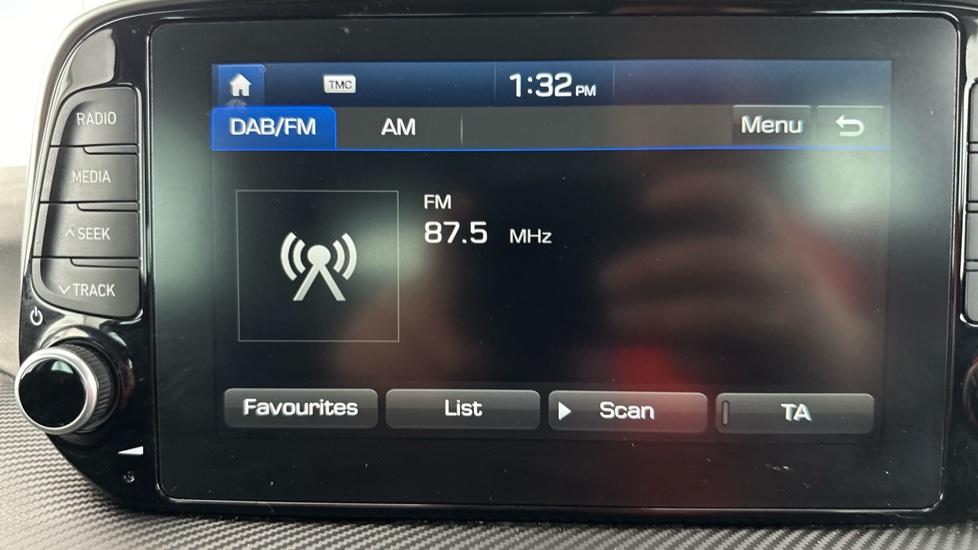 TMC 1:32 PM
RADIO
DAB/FM AM Menu
MEDIA
FM
87.5 MHz
SEEK
TRACK
Favourites List Scan TA